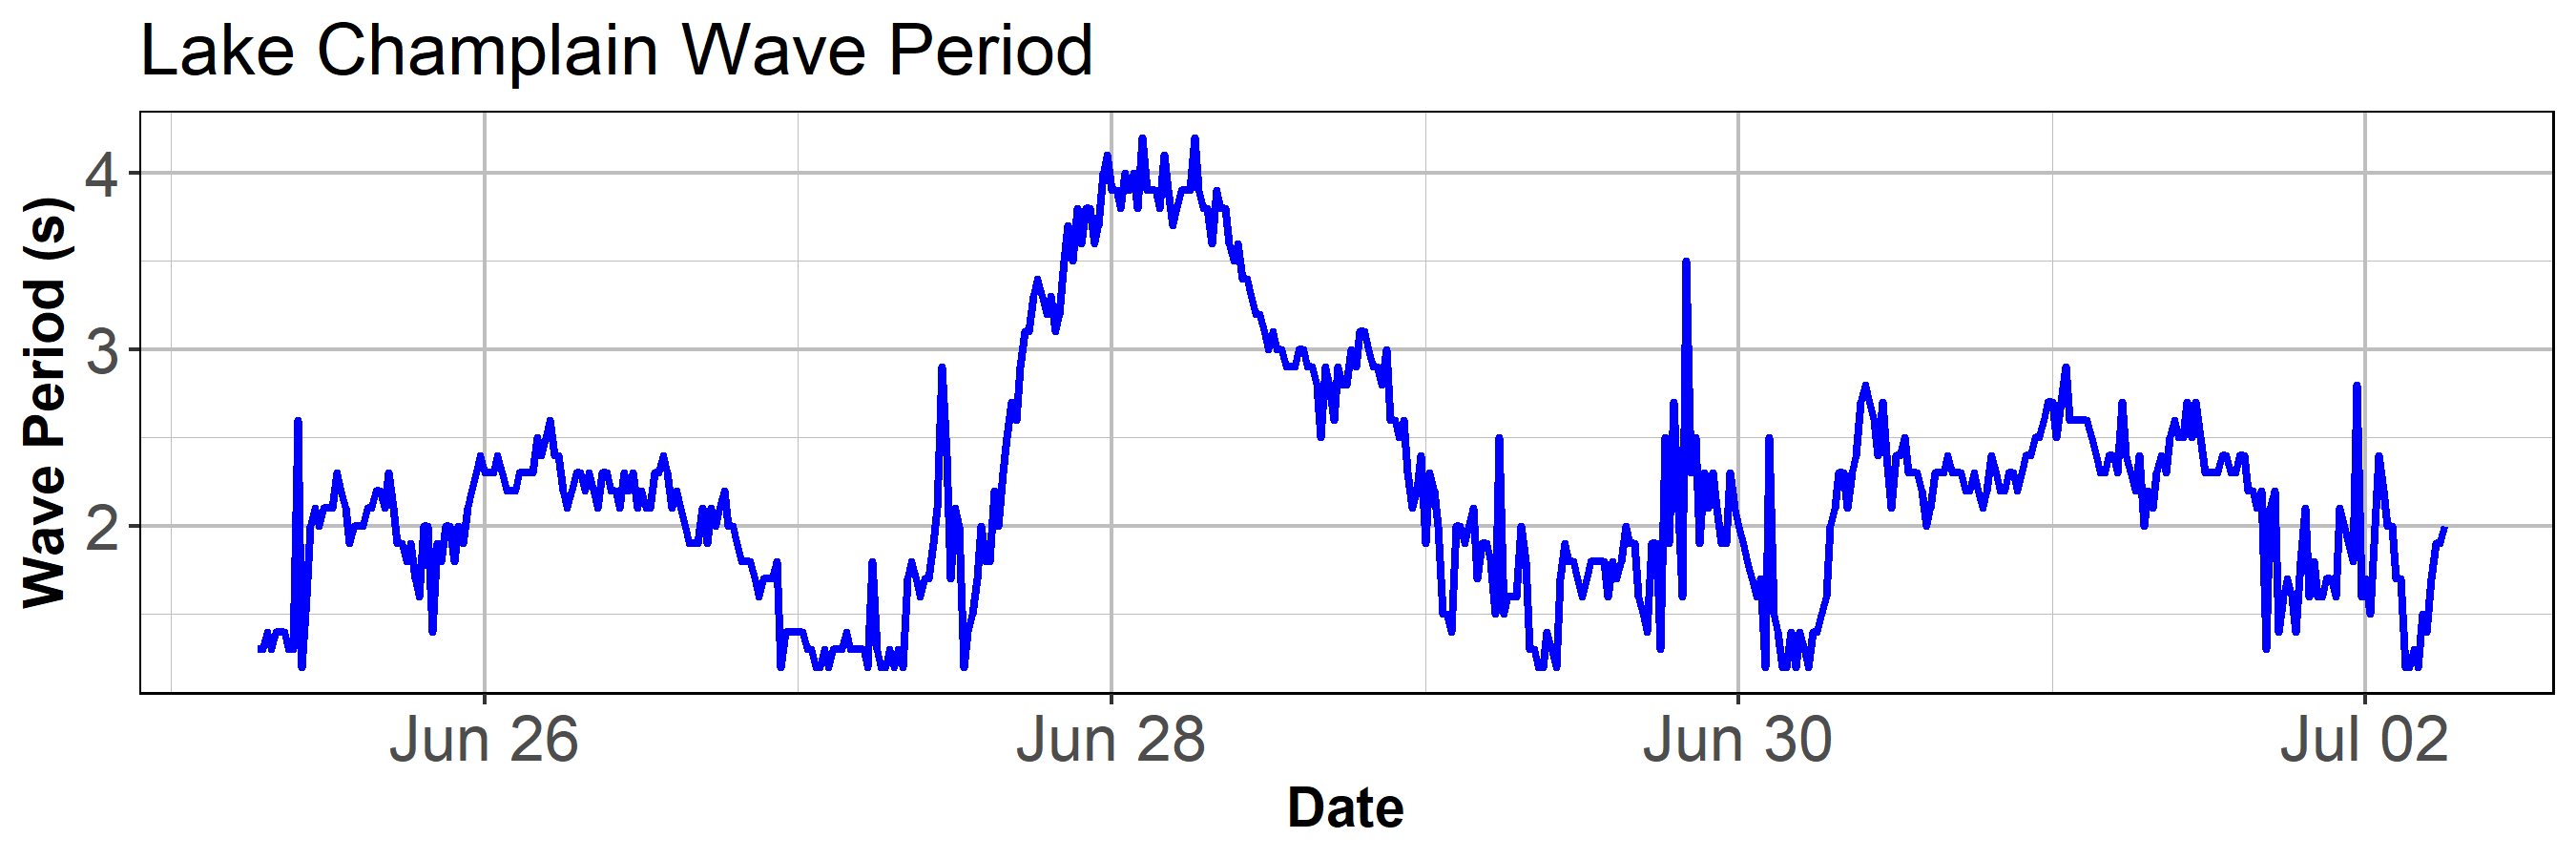 Lake Champlain Wave Period
Wave Period (s)
4
3
2
Jun 26
Jun 28
Jun 30
Jul 02
Date